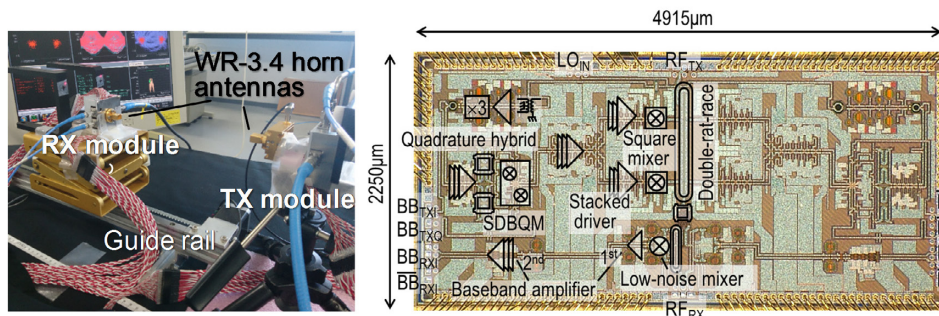 WR-3.4 horn
antennas
RX module
TX module
Guide rail
4915µm
2250µm
LO_IN
RF_TX
×3
Quadrature hybrid
Square
mixer
Double-rat-race
SDBQM
Stacked
driver
BB_TXI
BB_TXQ
BB_RXI
B̅B̅_RXI
2nd
1st
Baseband amplifier
Low-noise mixer
RF_RX